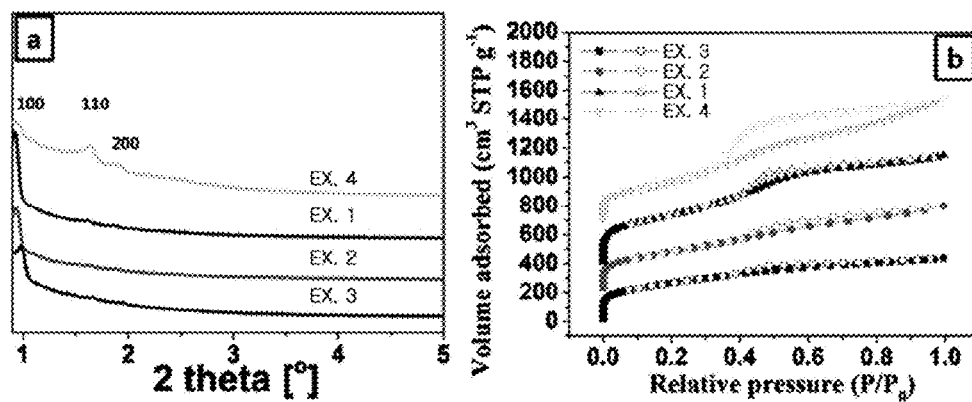 a
100
110
200
EX. 4
EX. 1
EX. 2
EX. 3
1
2
3
4
5
2 theta [°]
b
Volume adsorbed (cm³ STP g⁻¹)
2000
1800
1600
1400
1200
1000
800
600
400
200
0
EX. 3
EX. 2
EX. 1
EX. 4
0.0
0.2
0.4
0.6
0.8
1.0
Relative pressure (P/P₀)